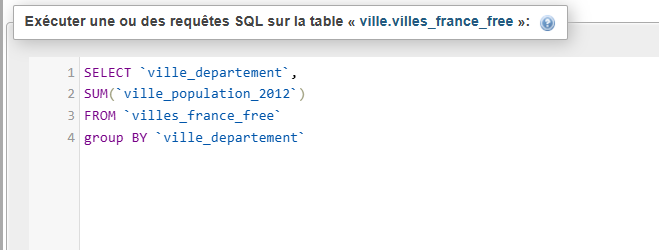 Exécuter une ou des requêtes SQL sur la table « ville.villes_france_free »:
1 SELECT `ville_departement`,
2 SUM(`ville_population_2012`)
3 FROM `villes_france_free`
4 group BY `ville_departement`